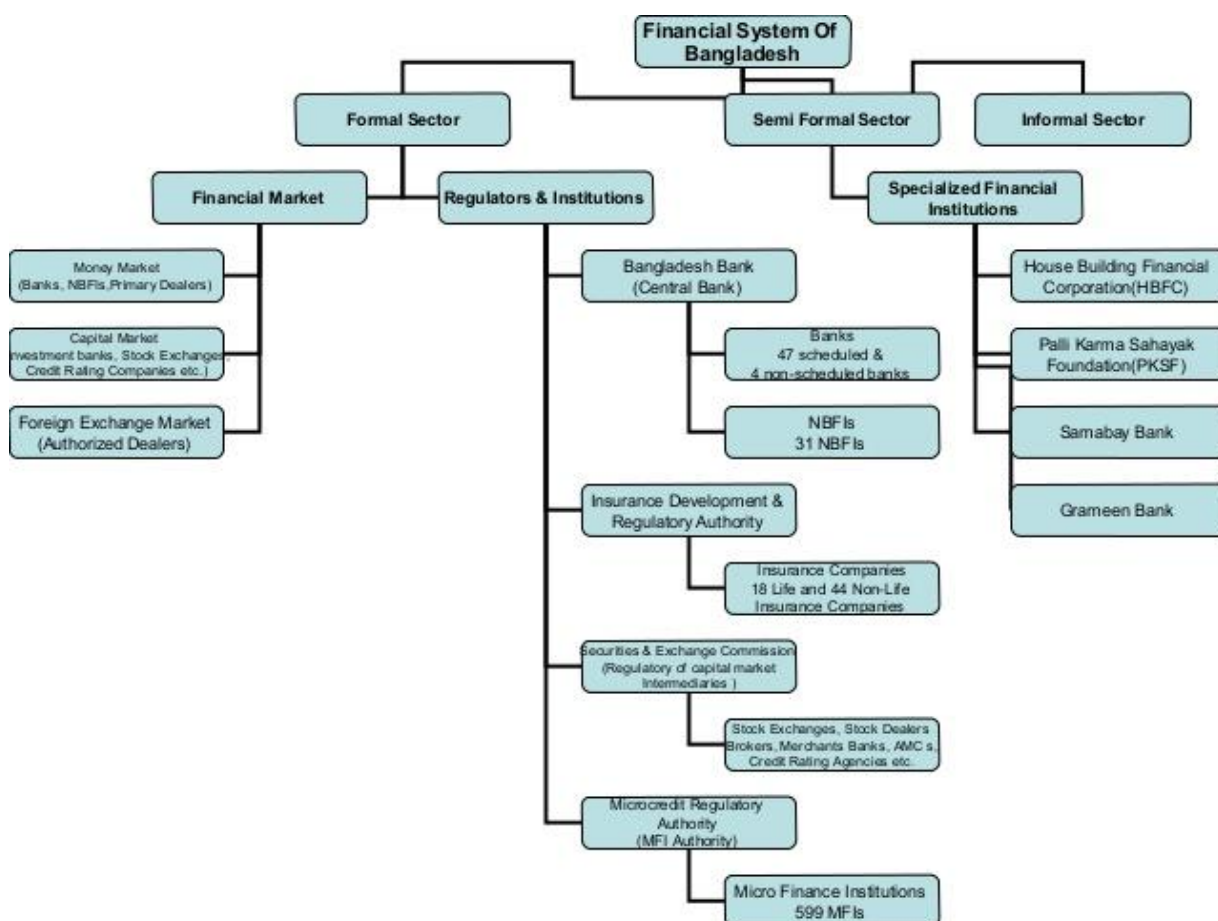 Financial System Of
Bangladesh
Formal Sector
Semi Formal Sector
Informal Sector
Financial Market
Regulators & Institutions
Specialized Financial
Institutions
Money Market
(Banks, NBFIs,Primary Dealers)
Capital Market
nvestment banks, Stock Exchanges,
Credit Rating Companies etc.)
Foreign Exchange Market
(Authorized Dealers)
Bangladesh Bank
(Central Bank)
Banks
47 scheduled &
4 non-scheduled banks
NBFIs
31 NBFIs
Insurance Development &
Regulatory Authority
Insurance Companies
18 Life and 44 Non-Life
Insurance Companies
Securities & Exchange Commission
(Regulatory of capital market
Intermediaries )
Stock Exchanges, Stock Dealers
Brokers, Merchants Banks, AMC s,
Credit Rating Agencies etc.
Microcredit Regulatory
Authority
(MFI Authority)
Micro Finance Institutions
599 MFIs
House Building Financial
Corporation(HBFC)
Palli Karma Sahayak
Foundation(PKSF)
Samabay Bank
Grameen Bank